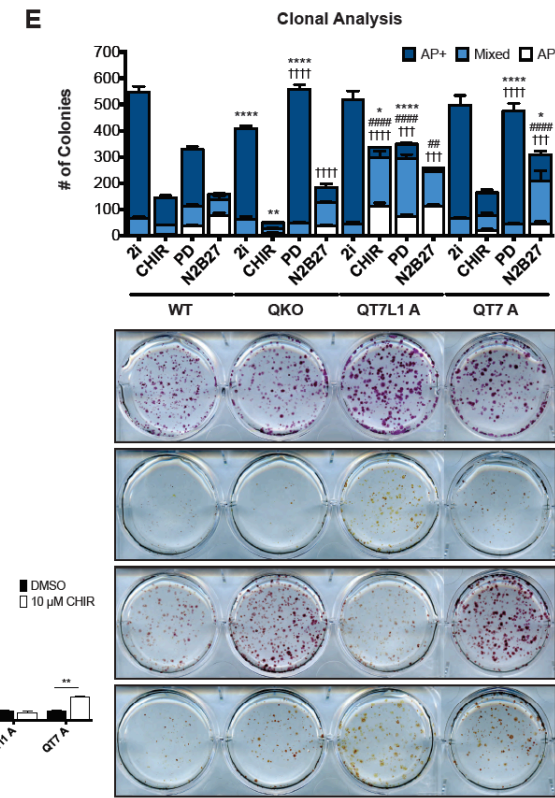 E
Clonal Analysis
AP+ Mixed AP
# of Colonies
700
600
500
400
300
200
100
0
**** ** **** †††† †††† * #### †††† **** #### ††† ## ††† **** †††† * #### †††
2i CHIR PD N2B27 2i CHIR PD N2B27 2i CHIR PD N2B27 2i CHIR PD N2B27
WT QKO QT7L1 A QT7 A
DMSO
10 µM CHIR
**
QT7 A